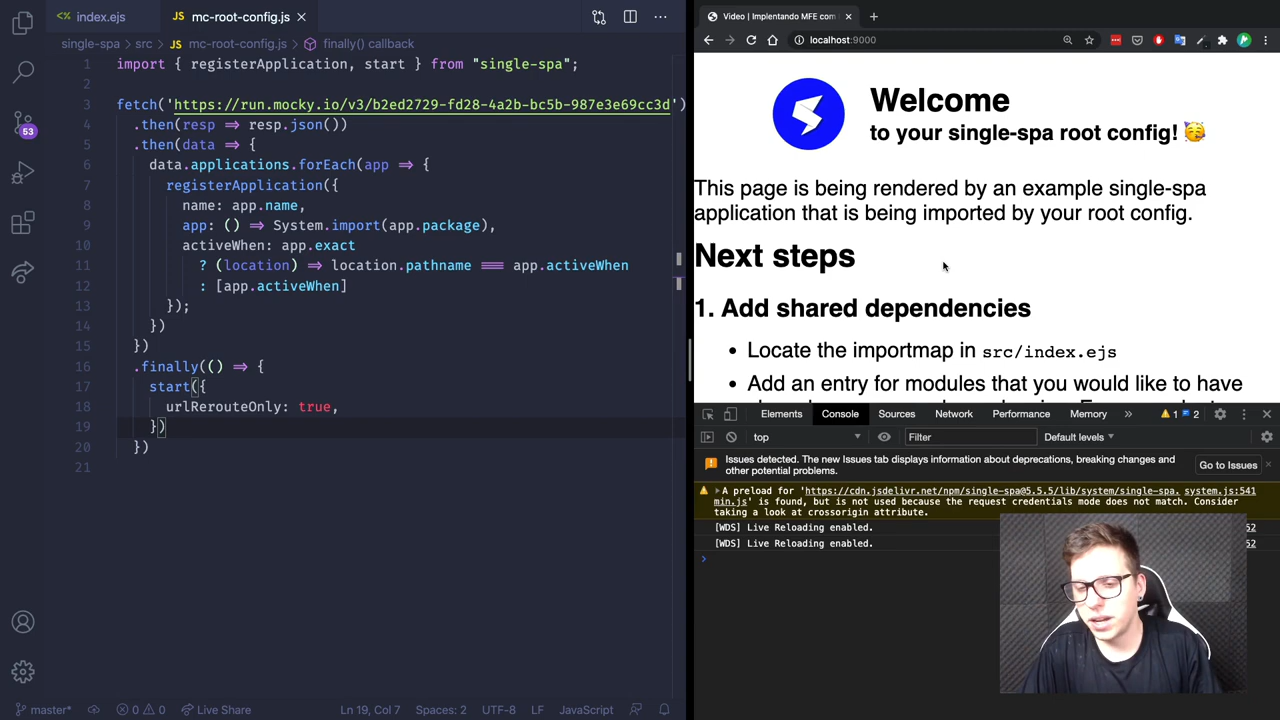 index.ejs
JS mc-root-config.js
single-spa > src > JS mc-root-config.js > finally() callback
1 import { registerApplication, start } from "single-spa";
2
3 fetch('https://run.mocky.io/v3/b2ed2729-fd28-4a2b-bc5b-987e3e69cc3d')
4 .then(resp => resp.json())
5 .then(data => {
6 data.applications.forEach(app => {
7 registerApplication({
8 name: app.name,
9 app: () => System.import(app.package),
10 activeWhen: app.exact
11 ? (location) => location.pathname === app.activeWhen
12 : [app.activeWhen]
13 });
14 })
15 })
16 .finally(() => {
17 start({
18 urlRerouteOnly: true,
19 })
20 })
21
53
master* 0 0 Live Share Ln 19, Col 7 Spaces: 2 UTF-8 LF JavaScript
Video | Implentando MFE com
localhost:9000
Welcome
to your single-spa root config! 🥳
This page is being rendered by an example single-spa
application that is being imported by your root config.
Next steps
1. Add shared dependencies
• Locate the importmap in src/index.ejs
• Add an entry for modules that you would like to have
Elements Console Sources Network Performance Memory » 1 2
top Filter Default levels
Issues detected. The new Issues tab displays information about deprecations, breaking changes and
other potential problems.
Go to Issues
A preload for 'https://cdn.jsdelivr.net/npm/single-spa@5.5.5/lib/system/single-spa. system.js:541
min.js' is found, but is not used because the request credentials mode does not match. Consider
taking a look at crossorigin attribute.
[WDS] Live Reloading enabled. 52
[WDS] Live Reloading enabled. 52